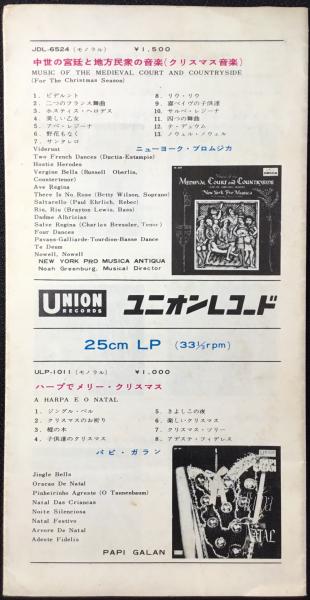 JDL-6524 (モノラル) ¥1,500
中世の宮廷と地方民衆の音楽(クリスマス音楽)
MUSIC OF THE MEDIEVAL COURT AND COUNTRYSIDE
(For The Christmas Season)
1. ビデルント
2. 二つのフランス舞曲
3. ホスティス・ヘロデス
4. 美しい乙女
5. アベ・レジーナ
6. 野花もなく
7. サンタレロ
8. リウ・リウ
9. 喜ベイヴの子供達
10. サルベ・レジーナ
11. 四つの舞曲
12. テ・デュウム
13. ノウェル・ノウェル
ニューヨーク・プロムジカ
Viderunt
Two French Dances (Ductia-Estampie)
Hostis Herodes
Vergine Bella (Russell Oberlin, Countertenor)
Ave Regina
There Is No Rose (Betty Wilson, Soprano)
Saltarello (Paul Ehrlich, Rebec)
Riu, Riu (Brayton Lewis, Bass)
Dadme Albricias
Salve Regina (Charles Bressler, Tenor)
Four Dances
Pavane-Galliarde-Tourdion-Basse Dance
Te Deum
Nowell, Nowell
NEW YORK PRO MUSICA ANTIQUA
Noah Greenburg, Musical Director
MEDIEVAL COURT AND COUNTRYSIDE
New York Pro Musica
UNION
RECORDS
ユニオンレコード
25cm LP (33⅓rpm)
ULP-1011 (モノラル) ¥1,000
ハープでメリー・クリスマス
A HARPA E O NATAL
1. ジングル・ベル
2. クリスマスのお祈り
3. 樅の木
4. 子供達のクリスマス
5. きよしこの夜
6. 楽しいクリスマス
7. クリスマス・ツリー
8. アデステ・フィデレス
パピ・ガラン
Jingle Bells
Oracao De Natal
Pinheirinho Agreste (O Tannenbaum)
Natal Das Criancas
Noite Silenciosa
Natal Festivo
Arvore De Natal
Adeste Fidelis
PAPI GALAN
NATAL